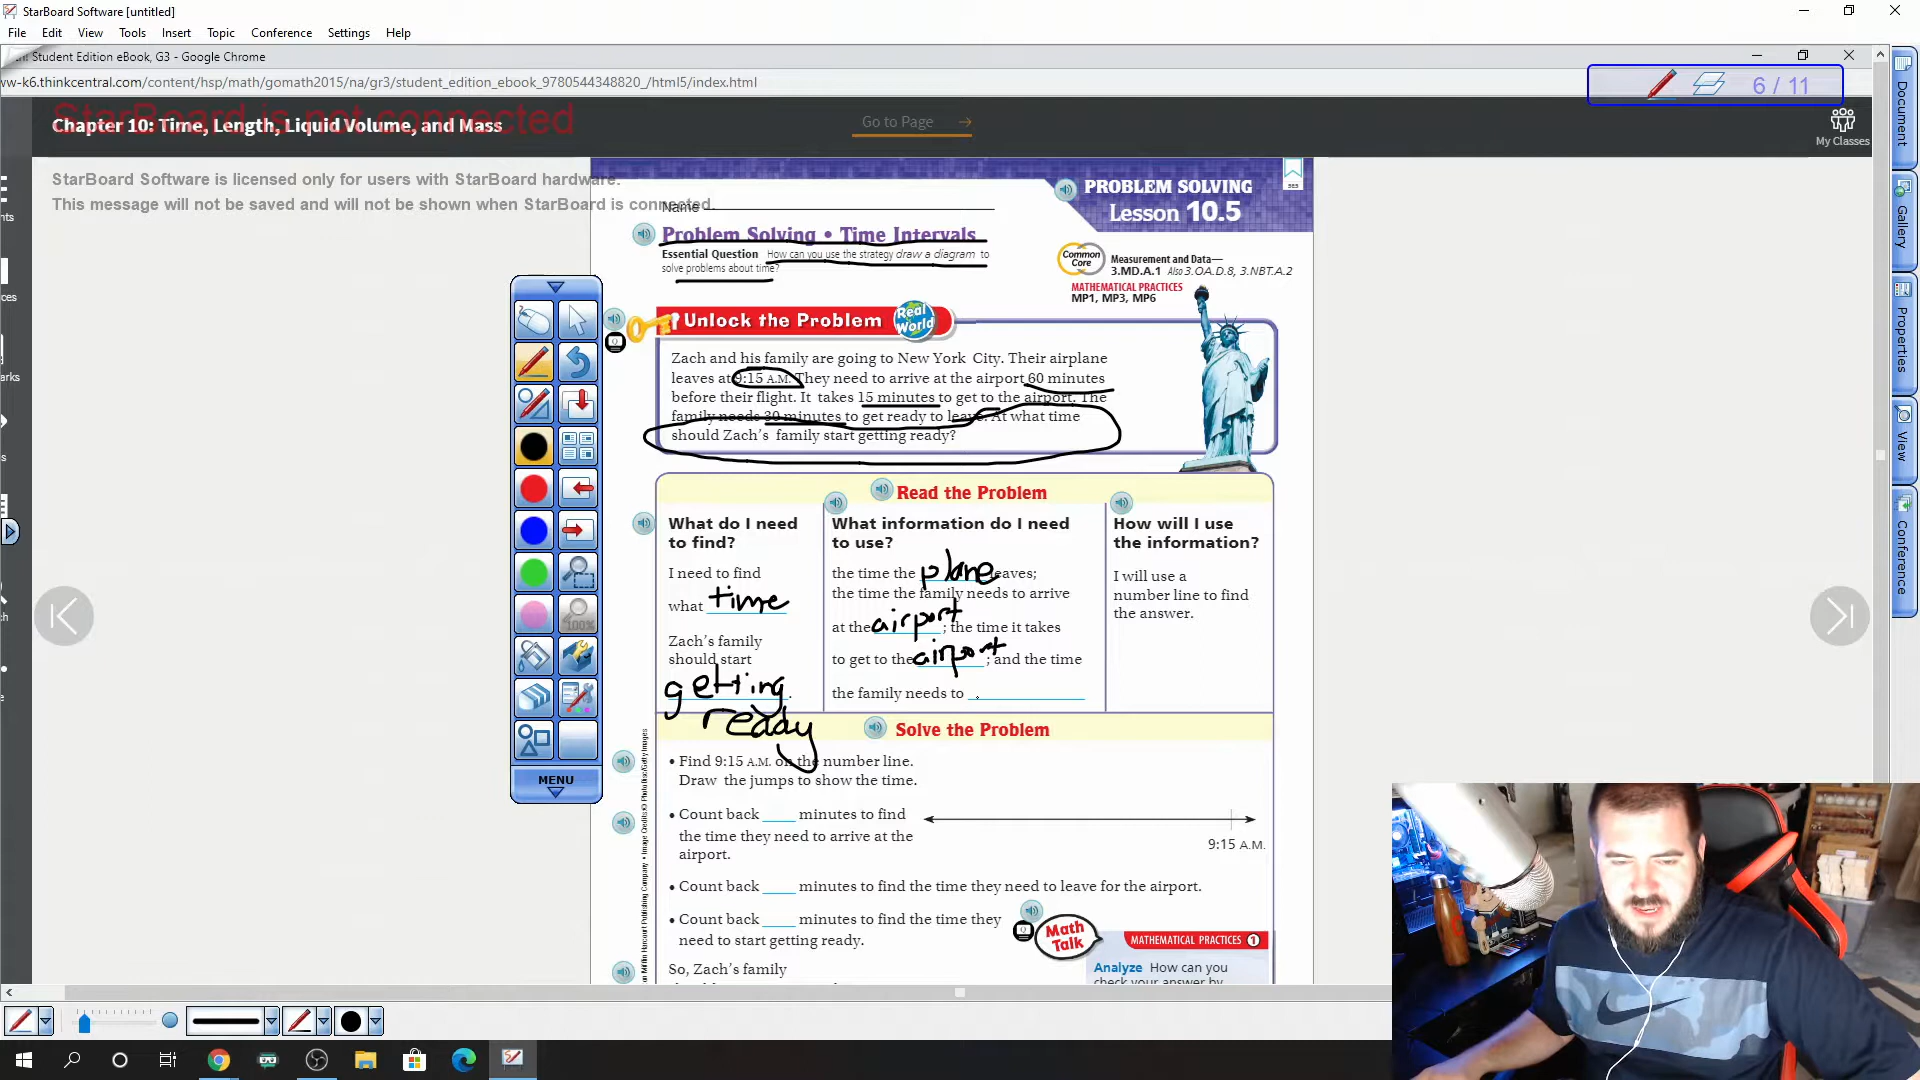 StarBoard Software [untitled]
File Edit View Tools Insert Topic Conference Settings Help
Student Edition eBook, G3 - Google Chrome
ww-k6.thinkcentral.com/content/hsp/math/gomath2015/na/gr3/student_edition_ebook_9780544348820_/html5/index.html
6 / 11
StarBoard is not connected
Chapter 10: Time, Length, Liquid Volume, and Mass
Go to Page
My Classes
StarBoard Software is licensed only for users with StarBoard hardware.
This message will not be saved and will not be shown when StarBoard is connected.
Document
Gallery
Properties
View
Conference
Name
PROBLEM SOLVING
Lesson 10.5
Problem Solving • Time Intervals
Essential Question How can you use the strategy draw a diagram to
solve problems about time?
Common Core
Measurement and Data—
3.MD.A.1 Also 3.OA.D.8, 3.NBT.A.2
MATHEMATICAL PRACTICES
MP1, MP3, MP6
Unlock the Problem
Real World
Zach and his family are going to New York City. Their airplane
leaves at 9:15 A.M. They need to arrive at the airport 60 minutes
before their flight. It takes 15 minutes to get to the airport. The
family needs 30 minutes to get ready to leave. At what time
should Zach's family start getting ready?
Read the Problem
What do I need
to find?
I need to find
what time
Zach's family
should start
getting
ready.
What information do I need
to use?
the time the plane leaves;
the time the family needs to arrive
at the airport; the time it takes
to get to the airport; and the time
the family needs to
How will I use
the information?
I will use a
number line to find
the answer.
Solve the Problem
• Find 9:15 A.M. on the number line.
Draw the jumps to show the time.
• Count back ____ minutes to find
the time they need to arrive at the
airport.
9:15 A.M.
• Count back ____ minutes to find the time they need to leave for the airport.
• Count back ____ minutes to find the time they
need to start getting ready.
So, Zach's family
Math Talk
MATHEMATICAL PRACTICES 1
Analyze How can you
check your answer by
MENU
100%